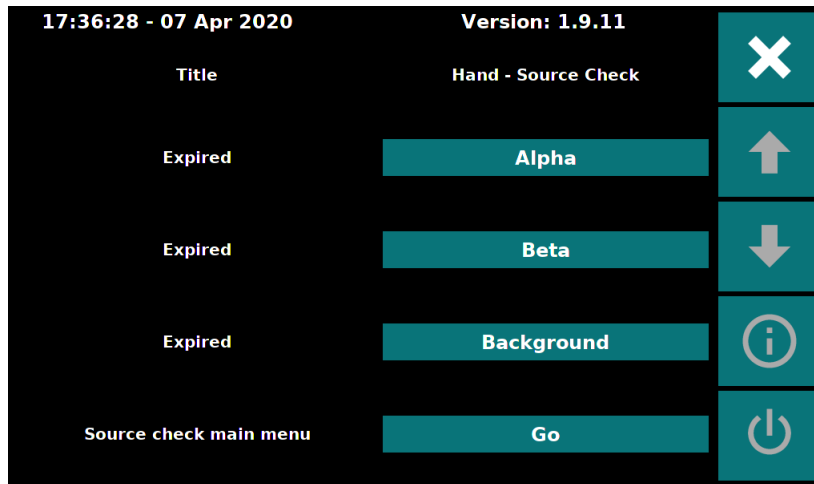 17:36:28 - 07 Apr 2020 Version: 1.9.11
Title Hand - Source Check
Expired Alpha
Expired Beta
Expired Background
Source check main menu Go